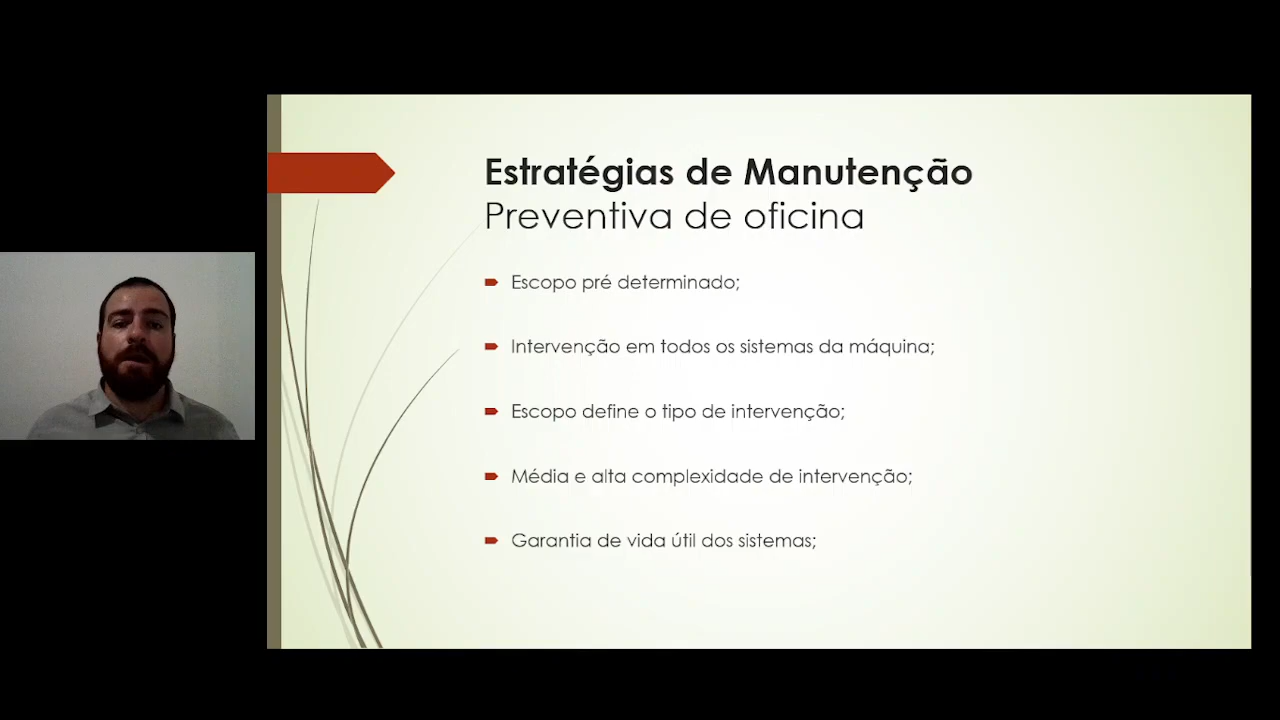 Estratégias de Manutenção
Preventiva de oficina
Escopo pré determinado;
Intervenção em todos os sistemas da máquina;
Escopo define o tipo de intervenção;
Média e alta complexidade de intervenção;
Garantia de vida útil dos sistemas;